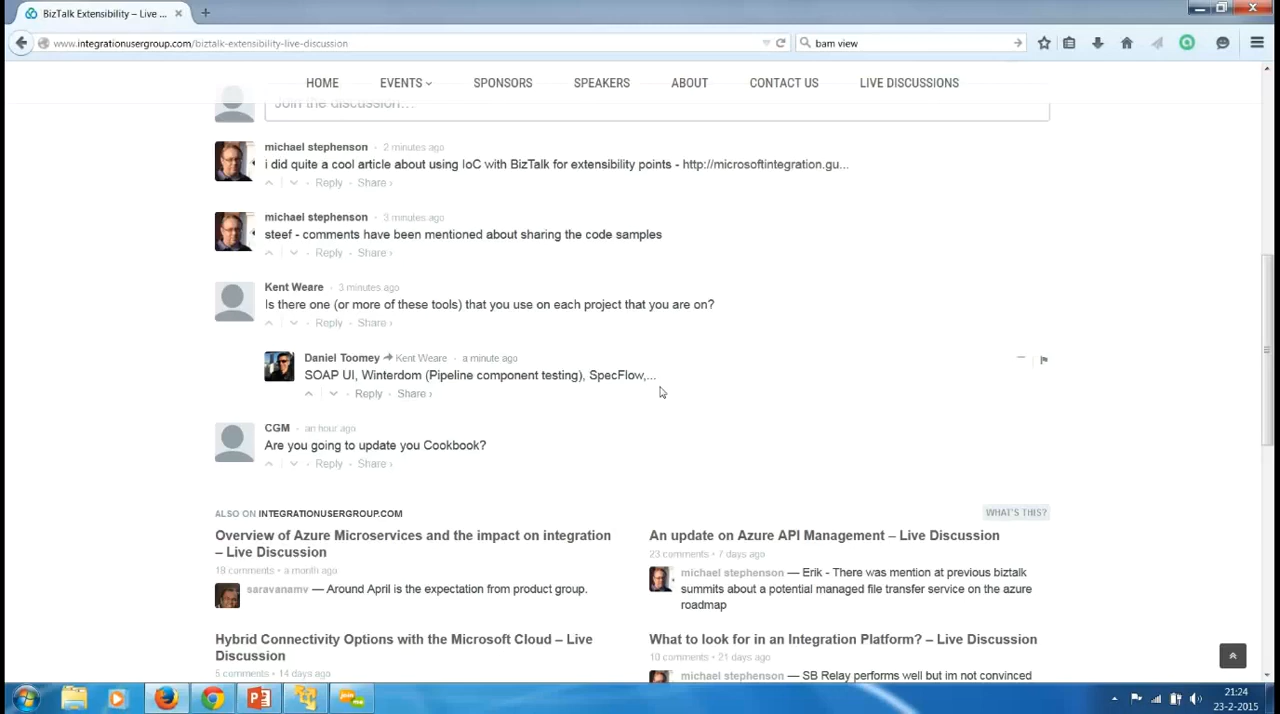 BizTalk Extensibility – Live ...
www.integrationusergroup.com/biztalk-extensibility-live-discussion
bam view
HOME EVENTS SPONSORS SPEAKERS ABOUT CONTACT US LIVE DISCUSSIONS
Join the discussion...
michael stephenson • 2 minutes ago
i did quite a cool article about using IoC with BizTalk for extensibility points - http://microsoftintegration.gu...
Reply • Share ›
michael stephenson • 3 minutes ago
steef - comments have been mentioned about sharing the code samples
Reply • Share ›
Kent Weare • 3 minutes ago
Is there one (or more of these tools) that you use on each project that you are on?
Reply • Share ›
Daniel Toomey Kent Weare • a minute ago
SOAP UI, Winterdom (Pipeline component testing), SpecFlow,...
Reply • Share ›
CGM • an hour ago
Are you going to update you Cookbook?
Reply • Share ›
ALSO ON INTEGRATIONUSERGROUP.COM
WHAT'S THIS?
Overview of Azure Microservices and the impact on integration
– Live Discussion
19 comments • a month ago
saravanamv — Around April is the expectation from product group.
An update on Azure API Management – Live Discussion
23 comments • 7 days ago
michael stephenson — Erik - There was mention at previous biztalk
summits about a potential managed file transfer service on the azure
roadmap
Hybrid Connectivity Options with the Microsoft Cloud – Live
Discussion
5 comments • 14 days ago
What to look for in an Integration Platform? – Live Discussion
10 comments • 21 days ago
michael stephenson — SB Relay performs well but im not convinced
21:24
23-2-2015